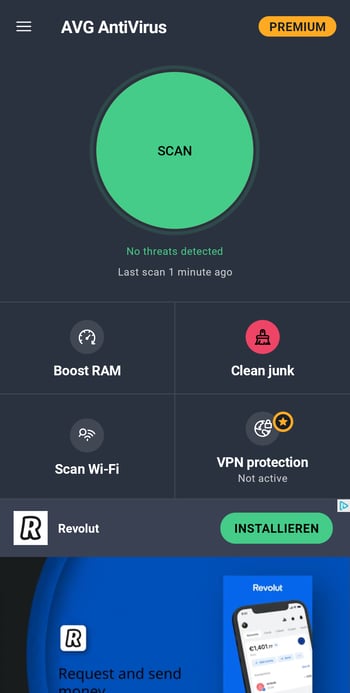 AVG AntiVirus
PREMIUM
SCAN
No threats detected
Last scan 1 minute ago
Boost RAM
Clean junk
Scan Wi-Fi
VPN protection
Not active
R
Revolut
INSTALLIEREN
Revolut
€1,401
R
Request and send
money